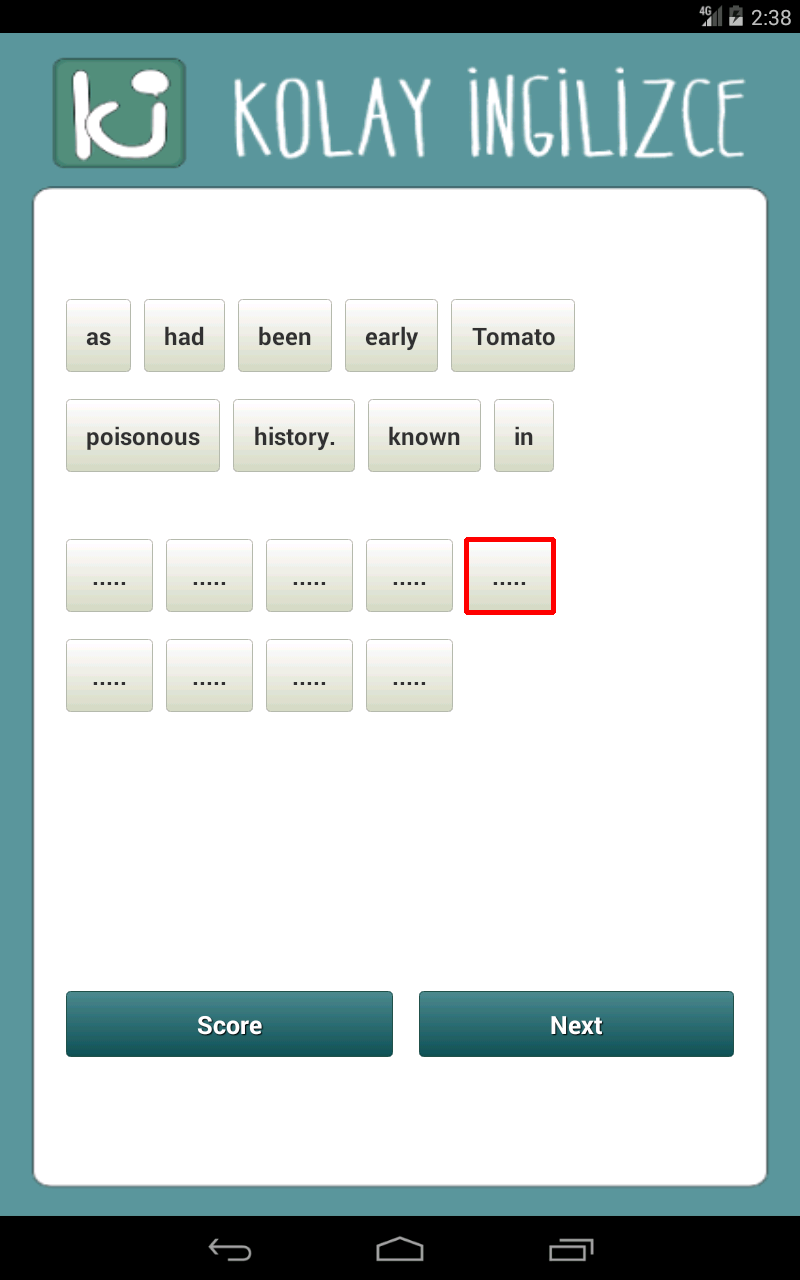 4G 2:38
ki KOLAY İNGİLİZCE
as had been early Tomato
poisonous history. known in
..... ..... ..... ..... .....
..... ..... ..... .....
Score Next